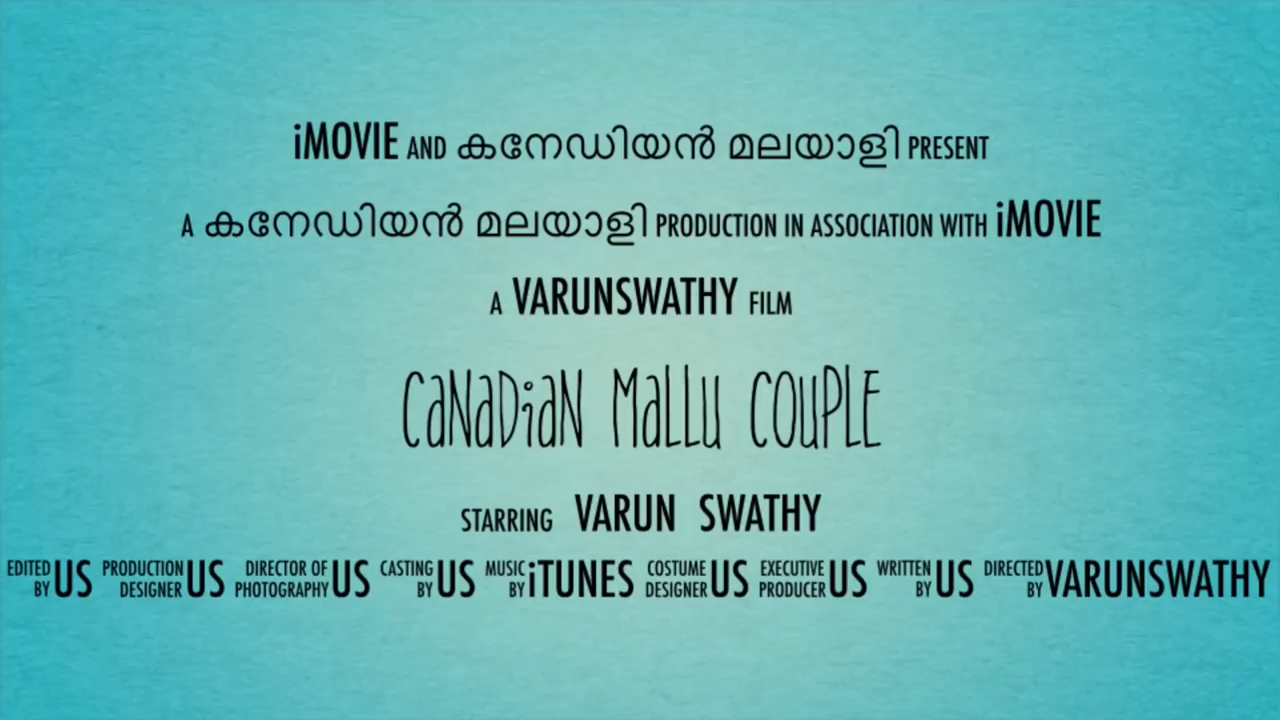 iMOVIE AND കനേഡിയൻ മലയാളി PRESENT
A കനേഡിയൻ മലയാളി PRODUCTION IN ASSOCIATION WITH iMOVIE
A VARUNSWATHY FILM
CaNaDiaN MaLLu COuPLE
STARRING VARUN SWATHY
EDITED BY US PRODUCTION DESIGNER US DIRECTOR OF PHOTOGRAPHY US CASTING BY US MUSIC BY iTUNES COSTUME DESIGNER US EXECUTIVE PRODUCER US WRITTEN BY US DIRECTED BY VARUNSWATHY